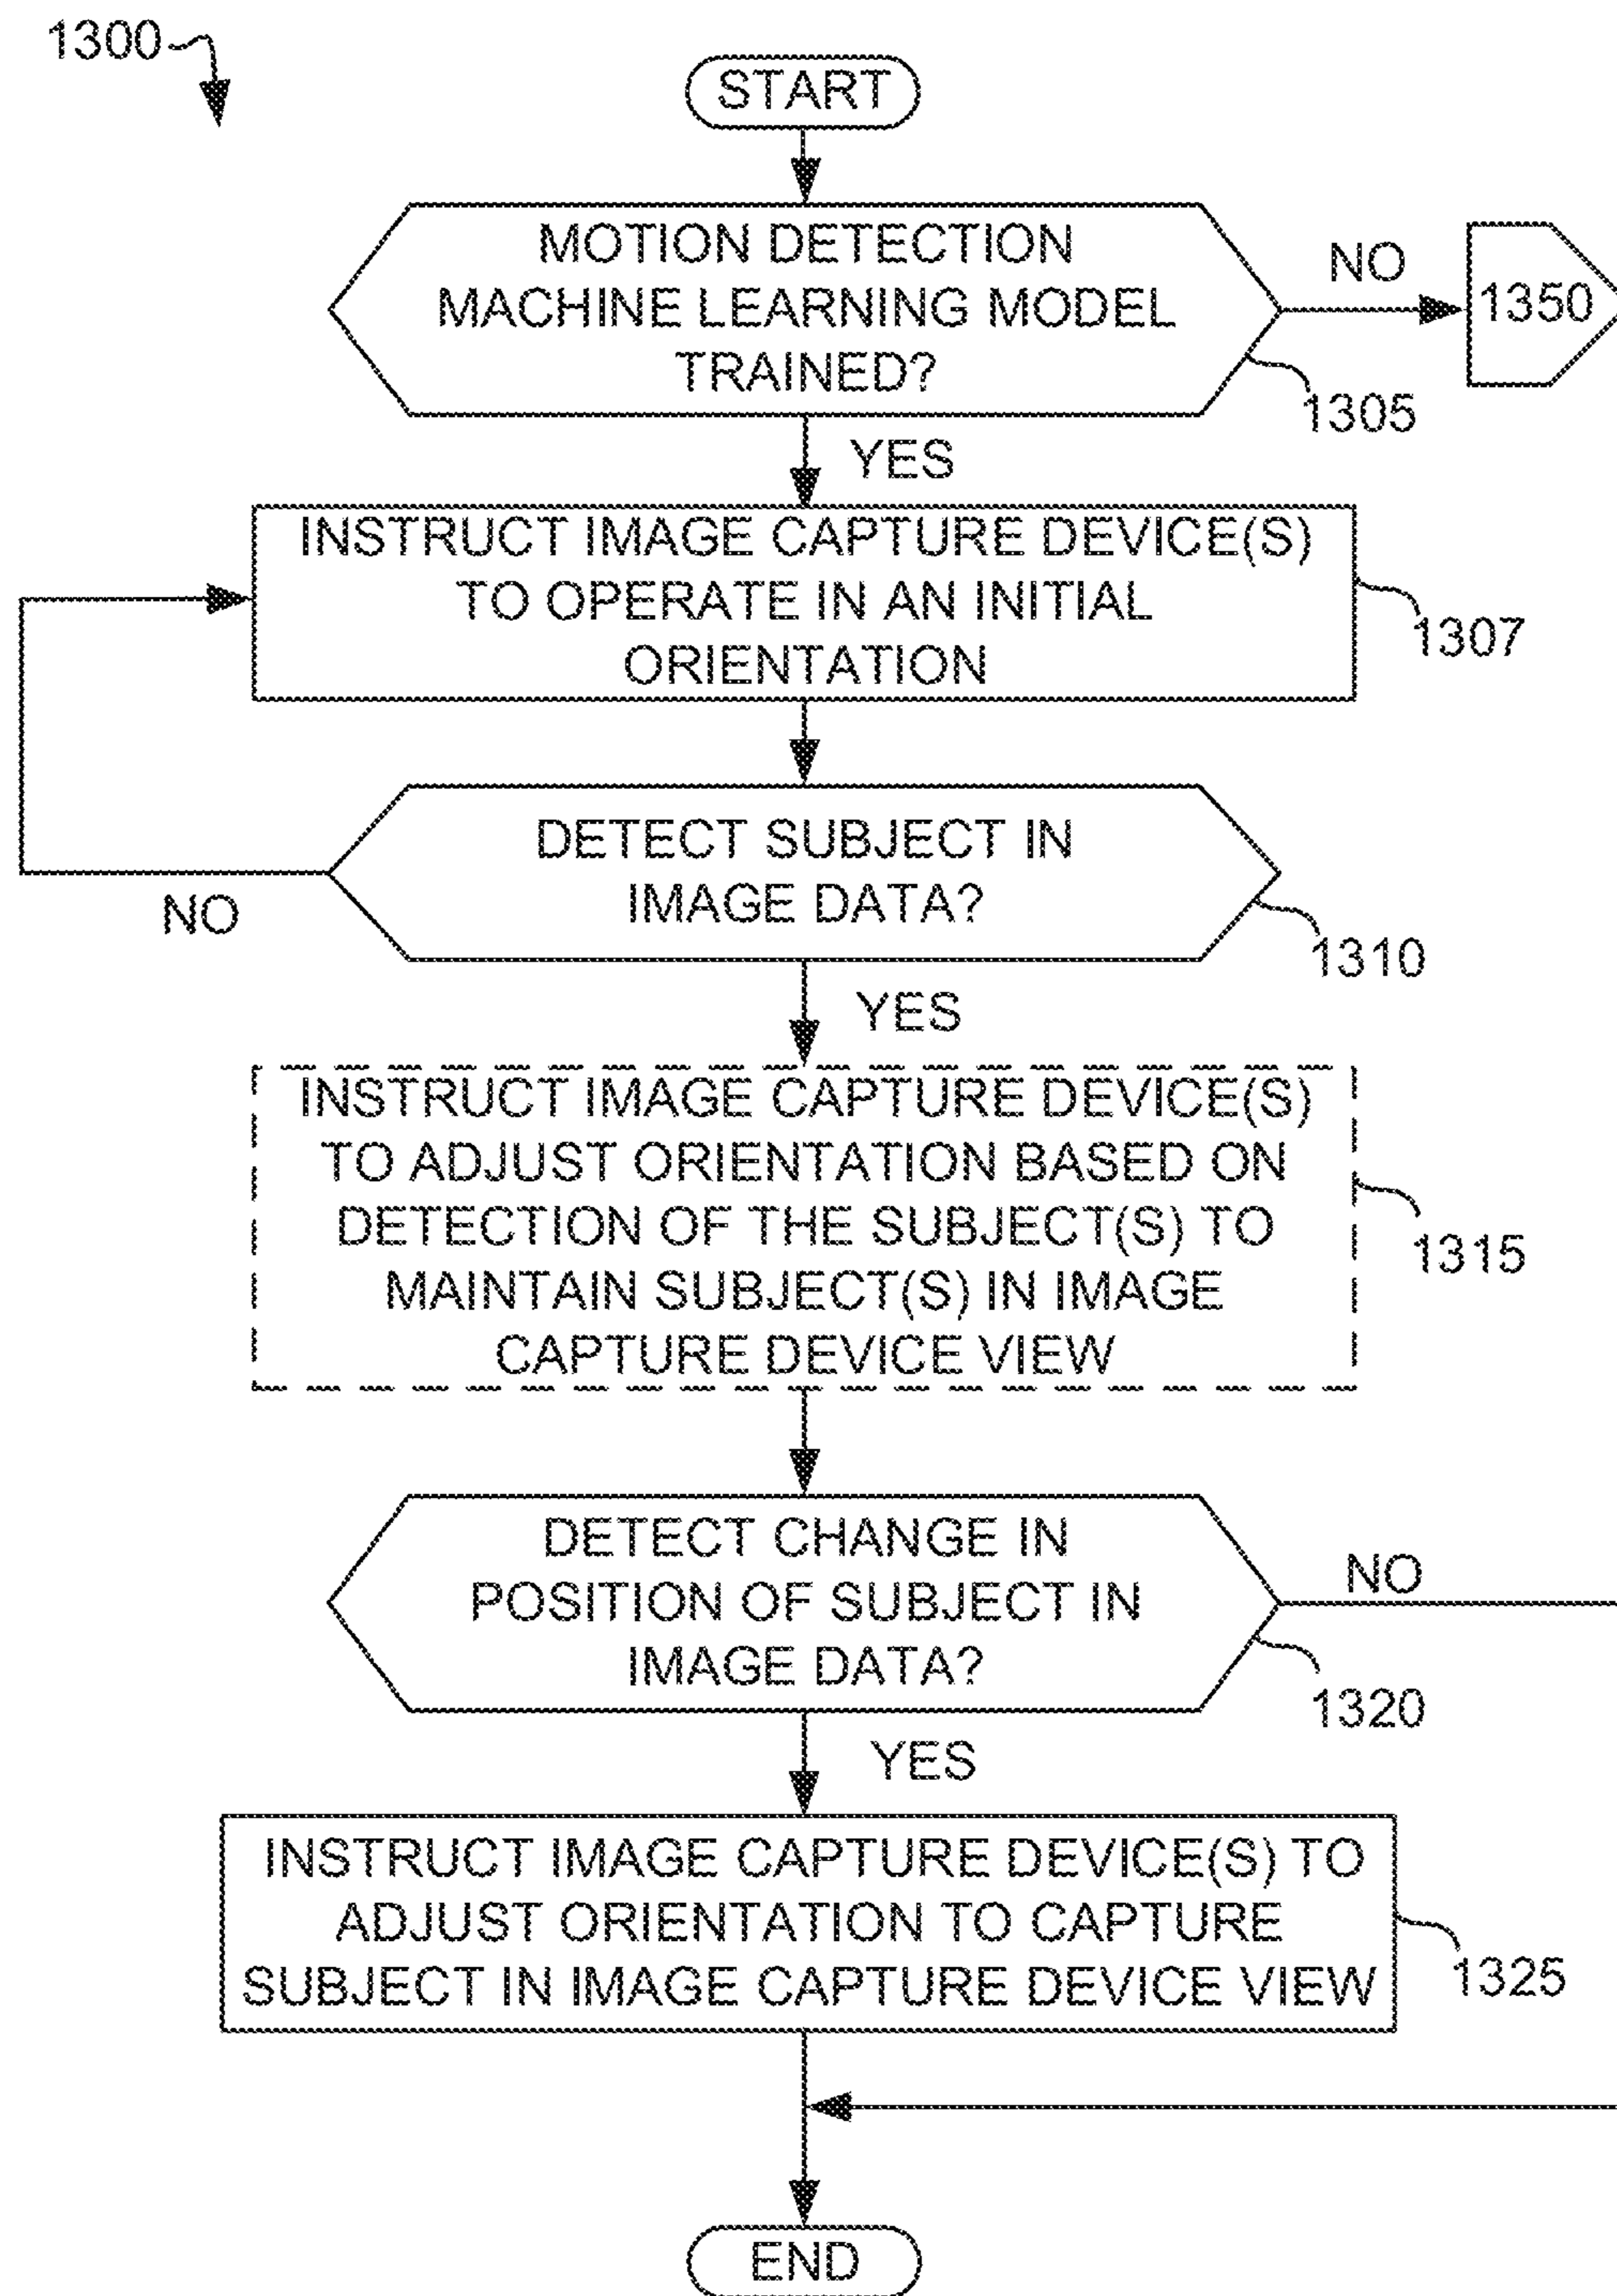 1300
START
MOTION DETECTION
MACHINE LEARNING MODEL
TRAINED?
NO
1350
1305
YES
INSTRUCT IMAGE CAPTURE DEVICE(S)
TO OPERATE IN AN INITIAL
ORIENTATION
1307
DETECT SUBJECT IN
IMAGE DATA?
NO
1310
YES
INSTRUCT IMAGE CAPTURE DEVICE(S)
TO ADJUST ORIENTATION BASED ON
DETECTION OF THE SUBJECT(S) TO
MAINTAIN SUBJECT(S) IN IMAGE
CAPTURE DEVICE VIEW
1315
DETECT CHANGE IN
POSITION OF SUBJECT IN
IMAGE DATA?
NO
1320
YES
INSTRUCT IMAGE CAPTURE DEVICE(S) TO
ADJUST ORIENTATION TO CAPTURE
SUBJECT IN IMAGE CAPTURE DEVICE VIEW
1325
END